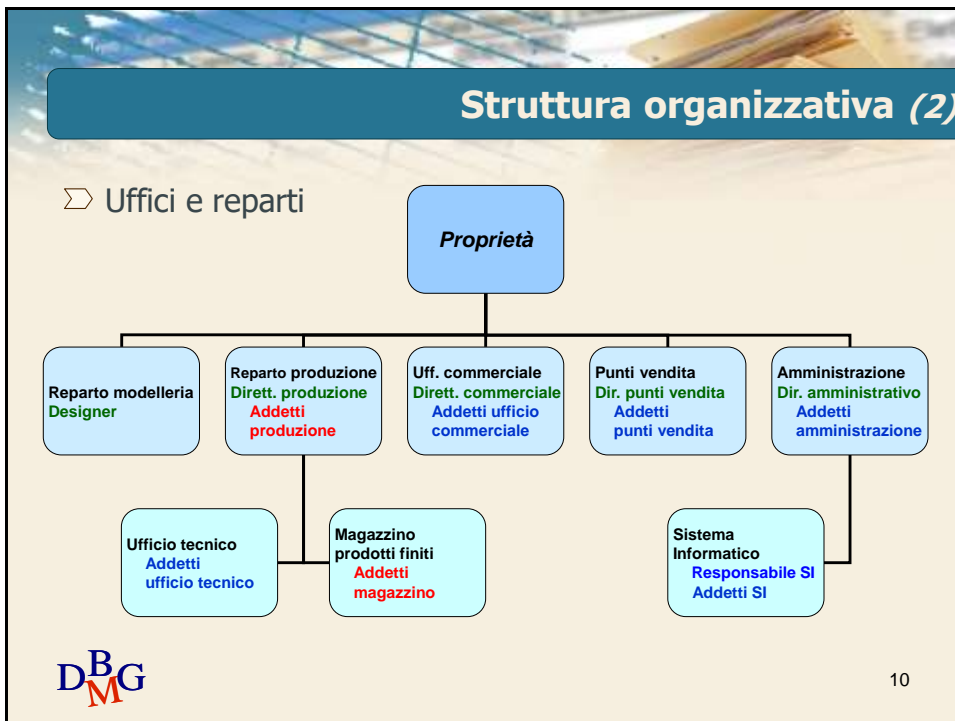 Struttura organizzativa (2)
Uffici e reparti
Proprietà
Reparto modelleria
Designer
Reparto produzione
Dirett. produzione
Addetti
produzione
Uff. commerciale
Dirett. commerciale
Addetti ufficio
commerciale
Punti vendita
Dir. punti vendita
Addetti
punti vendita
Amministrazione
Dir. amministrativo
Addetti
amministrazione
Ufficio tecnico
Addetti
ufficio tecnico
Magazzino
prodotti finiti
Addetti
magazzino
Sistema
Informatico
Responsabile SI
Addetti SI
DBMG
10